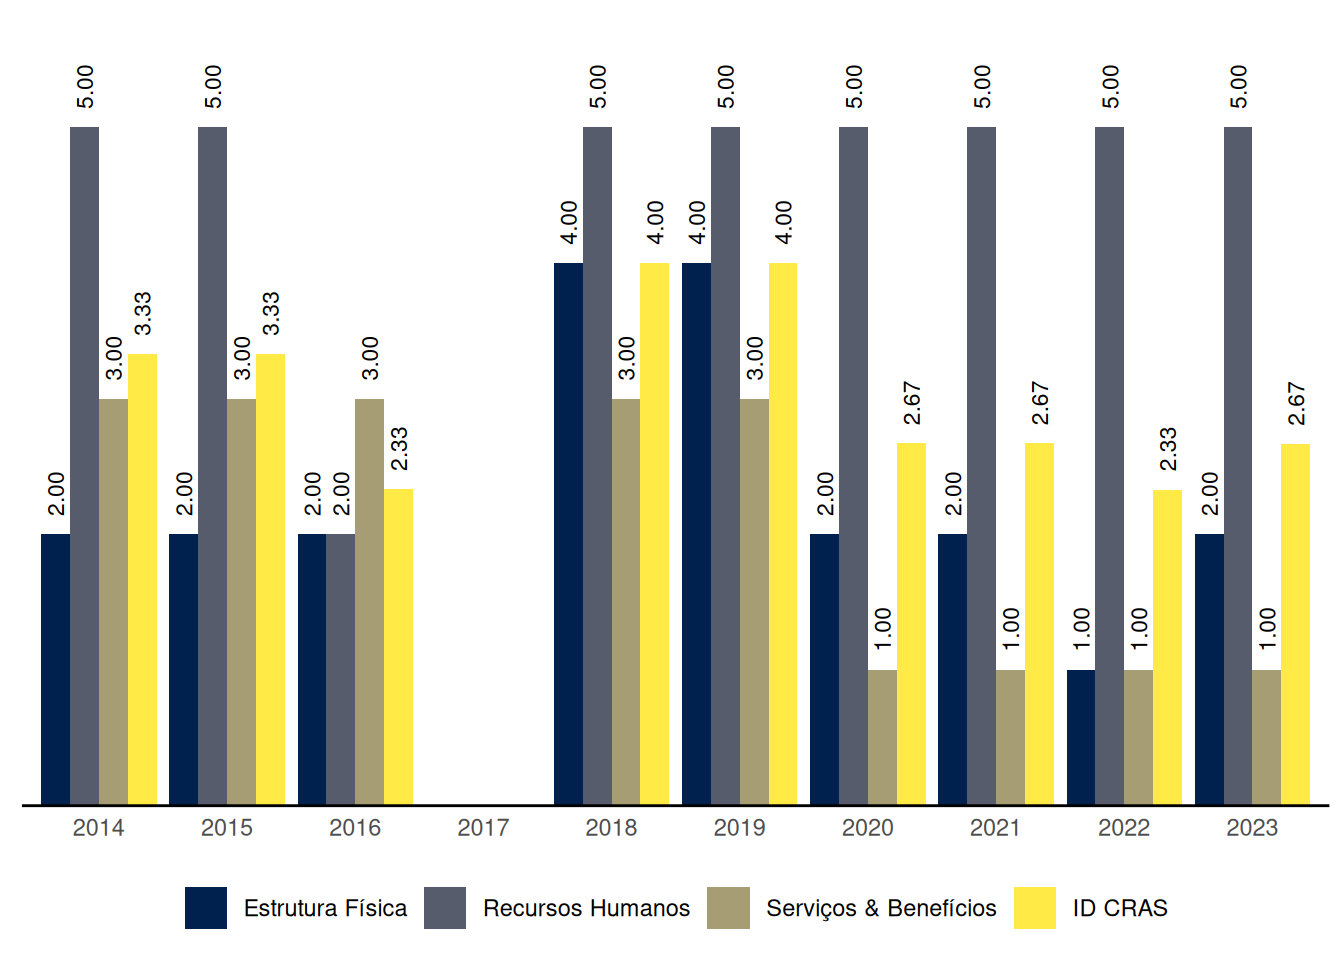 5.00 5.00 5.00 5.00 5.00 5.00 5.00 5.00
4.00 4.00 4.00 4.00
3.33 3.33
3.00 3.00 3.00 3.00 3.00
2.67 2.67 2.67
2.33 2.33
2.00 2.00 2.00 2.00 2.00 2.00 2.00
1.00 1.00 1.00 1.00 1.00
2014 2015 2016 2017 2018 2019 2020 2021 2022 2023
Estrutura Física Recursos Humanos Serviços & Benefícios ID CRAS